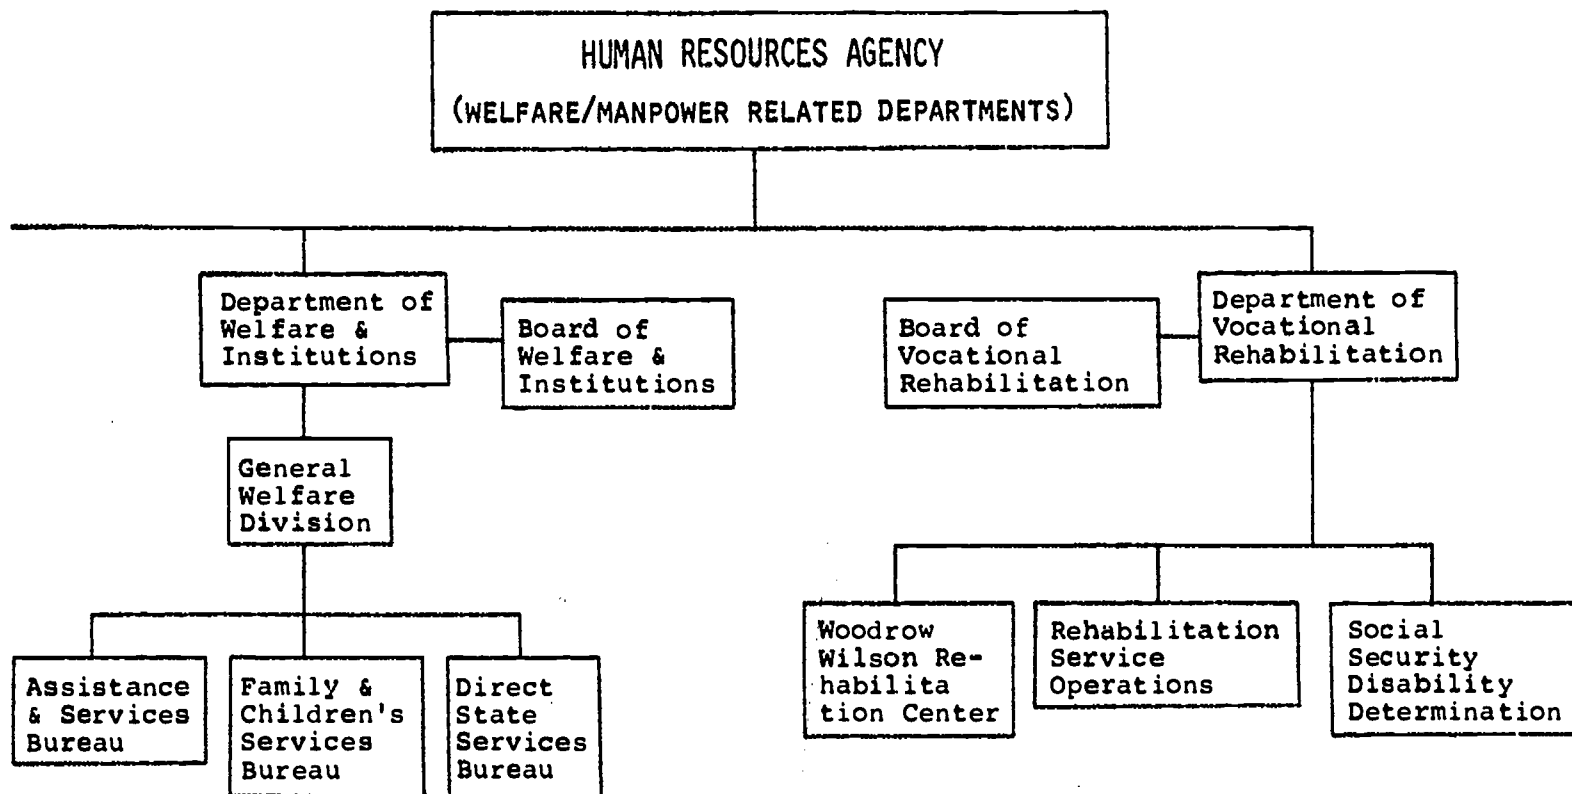 HUMAN RESOURCES AGENCY
(WELFARE/MANPOWER RELATED DEPARTMENTS)
Department of
Welfare &
Institutions
Board of
Welfare &
Institutions
Board of
Vocational
Rehabilitation
Department of
Vocational
Rehabilitation
General
Welfare
Division
Assistance
& Services
Bureau
Family &
Children's
Services
Bureau
Direct
State
Services
Bureau
Woodrow
Wilson Re-
habilita
tion Center
Rehabilitation
Service
Operations
Social
Security
Disability
Determination